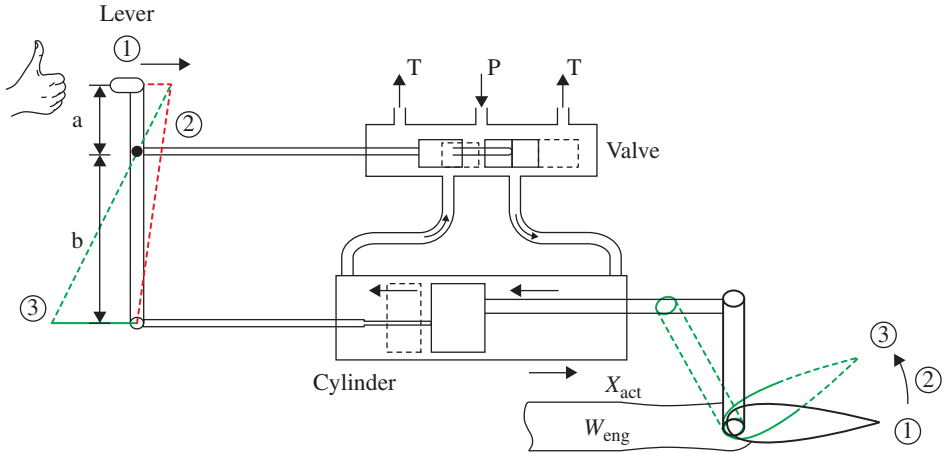 Lever
①
T P T
a
②
Valve
b
③
Cylinder
X_act
W_eng
③
②
①